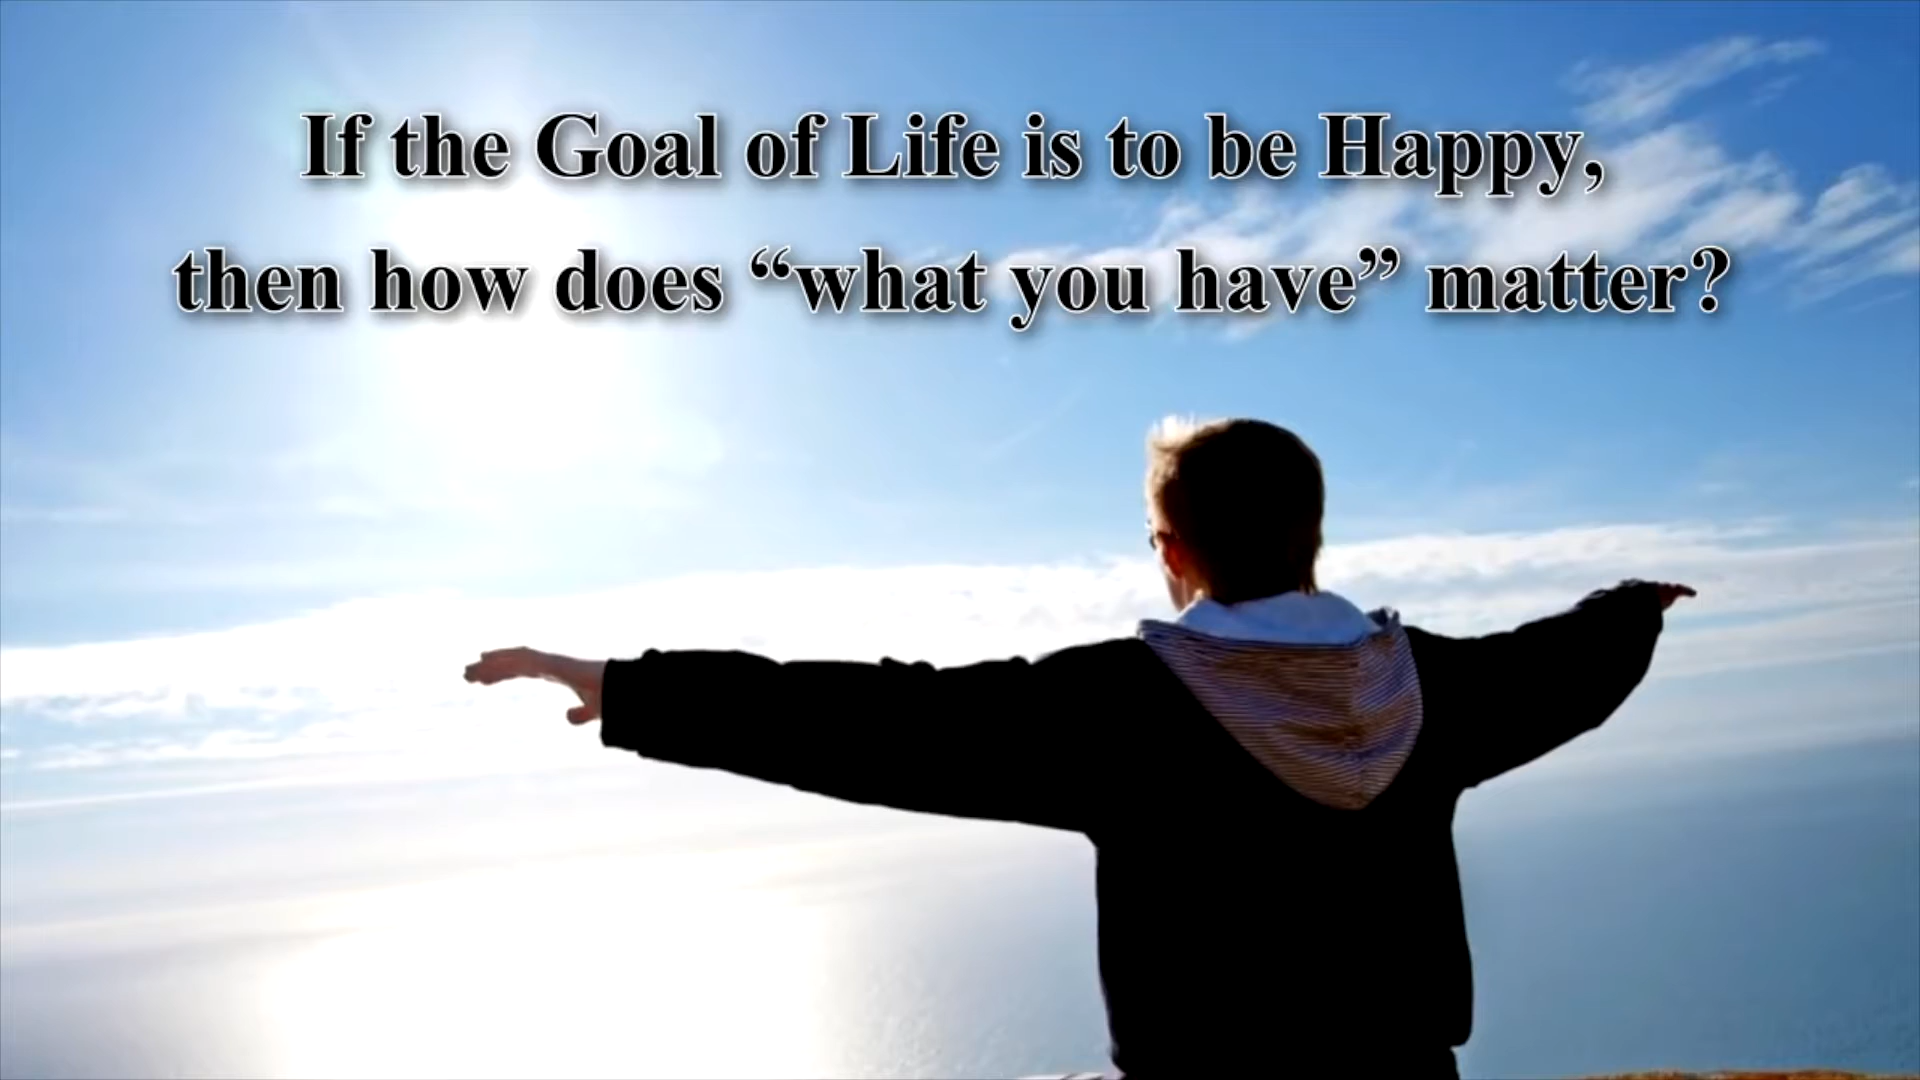 If the Goal of Life is to be Happy,
then how does “what you have” matter?